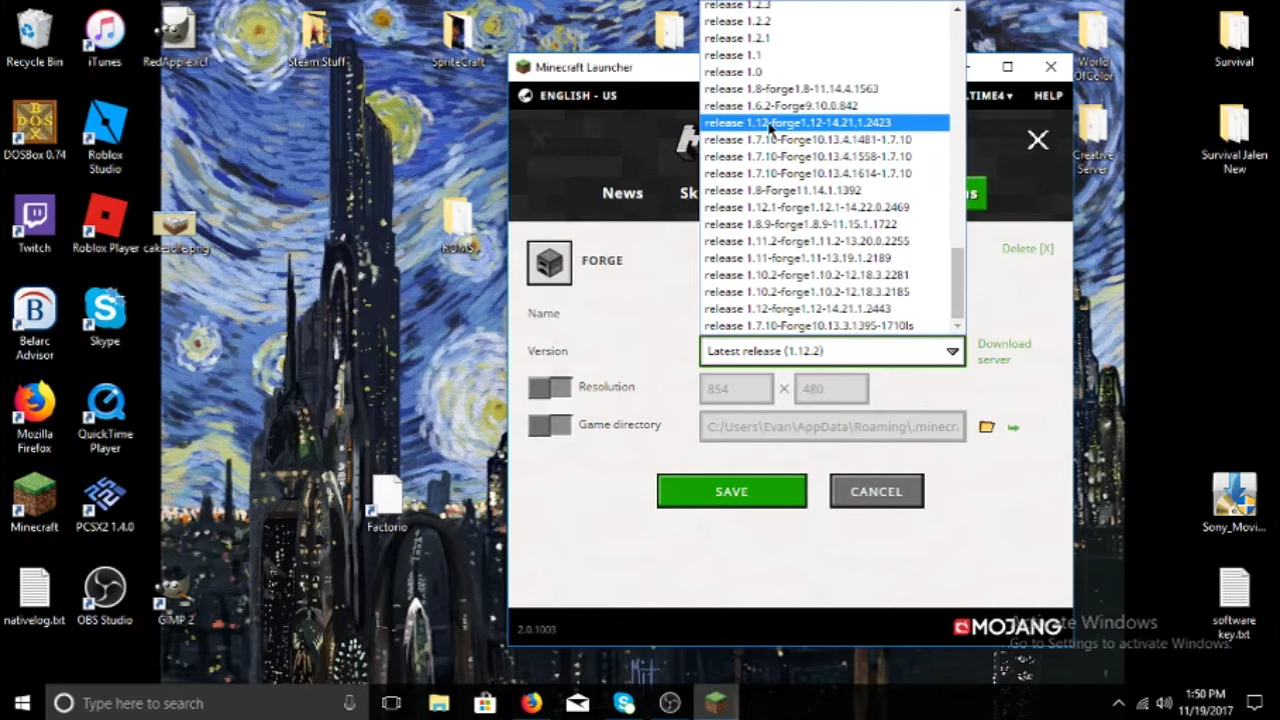 Recycle Bin
iTunes
RedApple.xcf
Steam Stuff
SpriteCraft
World
OfColor
Survival
DOSBox 0.74
Roblox
Studio
Creative
Server
Survival Jalen
New
Twitch
Roblox Player
cakeside.png
ROMS
Belarc
Advisor
Skype
Mozilla
Firefox
QuickTime
Player
Minecraft
PCSX2 1.4.0
Factorio
Sony_Movi...
nativelog.txt
OBS Studio
GIMP 2
software
key.txt
Minecraft Launcher
ENGLISH - US
LTIME4
HELP
News
Sk
us
FORGE
Delete [X]
Name
Version
release 1.2.3
release 1.2.2
release 1.2.1
release 1.1
release 1.0
release 1.8-forge1.8-11.14.4.1563
release 1.6.2-Forge9.10.0.842
release 1.12-forge1.12-14.21.1.2423
release 1.7.10-Forge10.13.4.1481-1.7.10
release 1.7.10-Forge10.13.4.1558-1.7.10
release 1.7.10-Forge10.13.4.1614-1.7.10
release 1.8-Forge11.14.1.1392
release 1.12.1-forge1.12.1-14.22.0.2469
release 1.8.9-forge1.8.9-11.15.1.1722
release 1.11.2-forge1.11.2-13.20.0.2255
release 1.11-forge1.11-13.19.1.2189
release 1.10.2-forge1.10.2-12.18.3.2281
release 1.10.2-forge1.10.2-12.18.3.2185
release 1.12-forge1.12-14.21.1.2443
release 1.7.10-Forge10.13.3.1395-1710ls
Latest release (1.12.2)
Download
server
Resolution
854
×
480
Game directory
C:/Users/Evan/AppData/Roaming/.minecr
SAVE
CANCEL
2.0.1003
MOJANG
Activate Windows
Go to Settings to activate Windows.
Type here to search
1:50 PM
11/19/2017